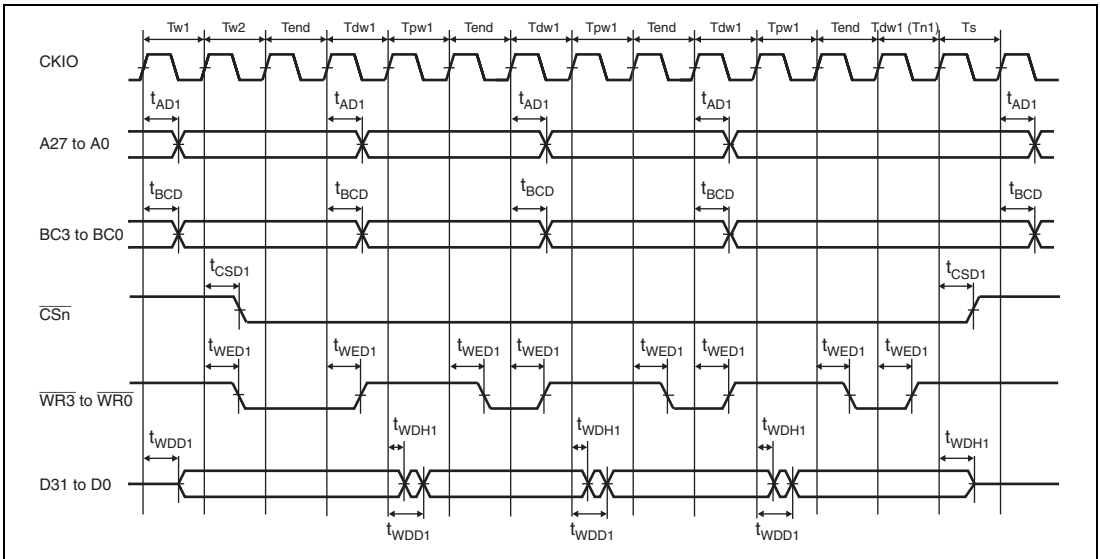 Tw1 Tw2 Tend Tdw1 Tpw1 Tend Tdw1 Tpw1 Tend Tdw1 Tpw1 Tend Tdw1 (Tn1) Ts
CKIO
tAD1 tAD1 tAD1 tAD1 tAD1
A27 to A0
tBCD tBCD tBCD tBCD tBCD
BC3 to BC0
tCSD1 tCSD1
CSn
tWED1 tWED1 tWED1 tWED1 tWED1 tWED1 tWED1 tWED1
WR3 to WR0
tWDD1 tWDH1 tWDH1 tWDH1 tWDH1
D31 to D0
tWDD1 tWDD1 tWDD1